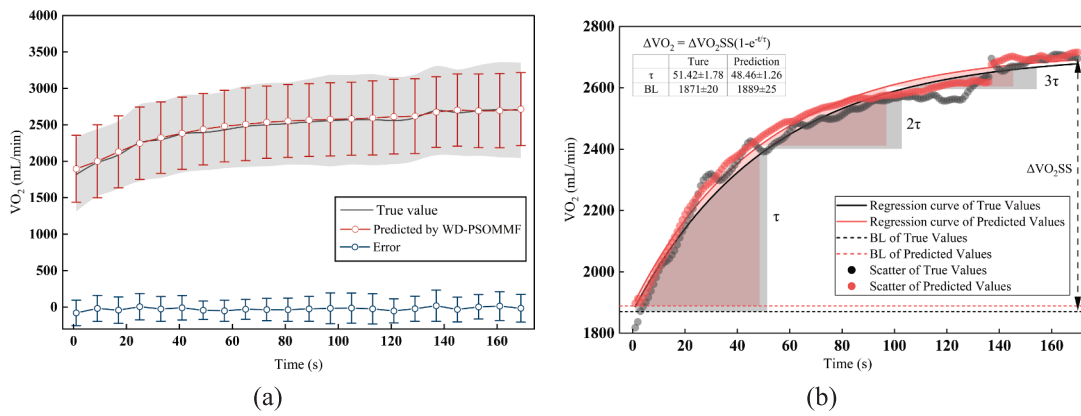 4000
3500
3000
2500
2000
1500
1000
500
0
VO₂ (mL/min)
True value
Predicted by WD-PSOMMF
Error
0 20 40 60 80 100 120 140 160
Time (s)
(a)
2800
2600
2400
2200
2000
1800
VO₂ (mL/min)
ΔVO₂ = ΔVO₂SS(1-e^-t/τ)
Ture Prediction
τ 51.42±1.78 48.46±1.26
BL 1871±20 1889±25
3τ
2τ
τ
ΔVO₂SS
Regression curve of True Values
Regression curve of Predicted Values
BL of True Values
BL of Predicted Values
Scatter of True Values
Scatter of Predicted Values
0 20 40 60 80 100 120 140 160
Time (s)
(b)